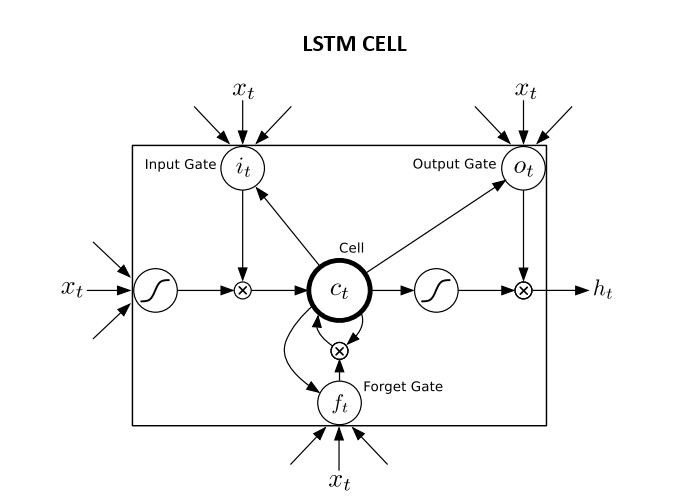 LSTM CELL
x_t
x_t
Input Gate
i_t
Output Gate
o_t
Cell
x_t
c_t
h_t
Forget Gate
f_t
x_t